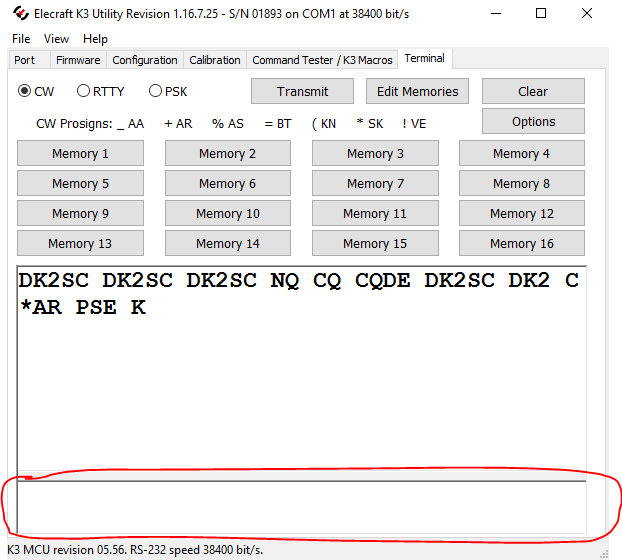 Elecraft K3 Utility Revision 1.16.7.25 - S/N 01893 on COM1 at 38400 bit/s
File View Help
Port Firmware Configuration Calibration Command Tester / K3 Macros Terminal
CW RTTY PSK Transmit Edit Memories Clear
CW Prosigns: _ AA + AR % AS = BT ( KN * SK ! VE Options
Memory 1 Memory 2 Memory 3 Memory 4
Memory 5 Memory 6 Memory 7 Memory 8
Memory 9 Memory 10 Memory 11 Memory 12
Memory 13 Memory 14 Memory 15 Memory 16
DK2SC DK2SC DK2SC NQ CQ CQDE DK2SC DK2 C
*AR PSE K
K3 MCU revision 05.56. RS-232 speed 38400 bit/s.